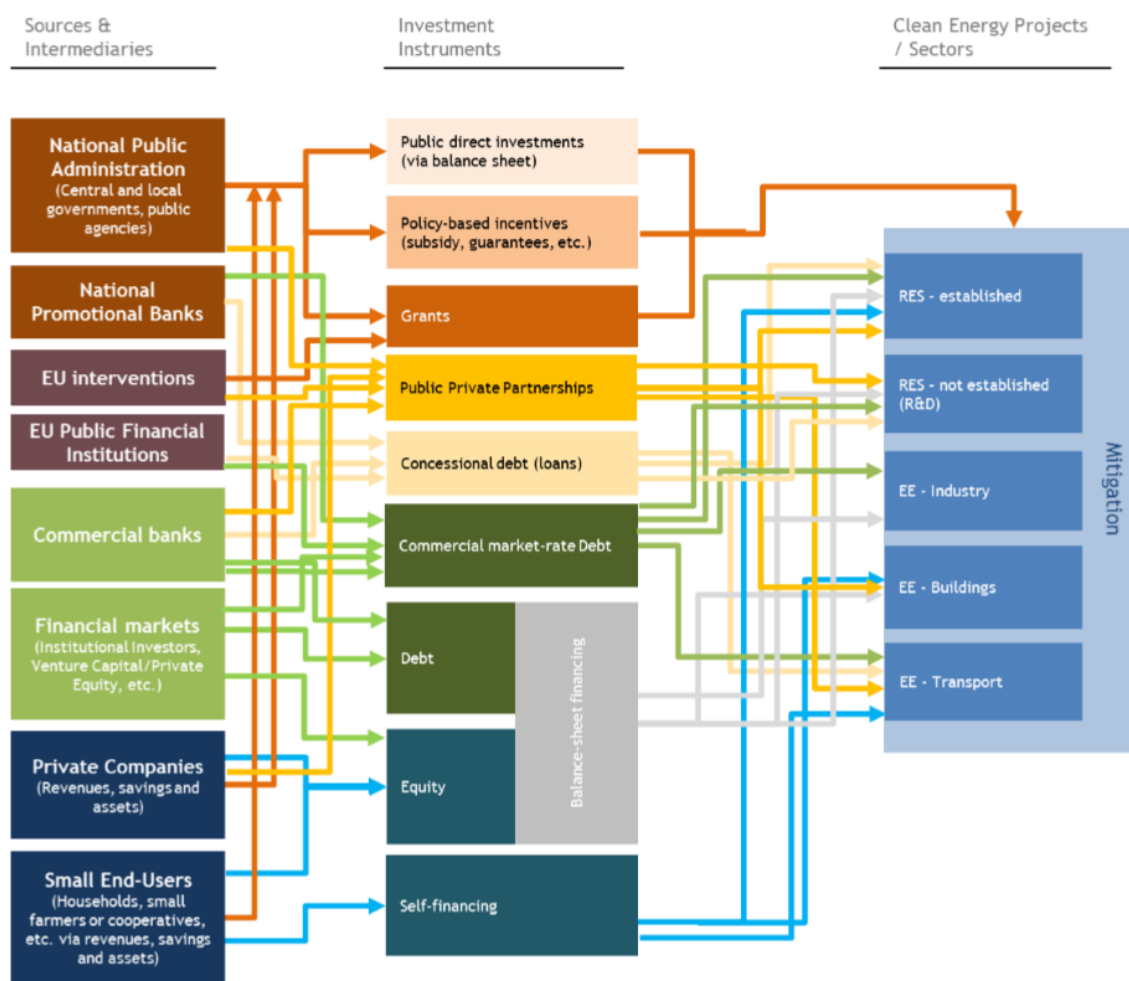 Sources &
Intermediaries
Investment
Instruments
Clean Energy Projects
/ Sectors
National Public
Administration
(Central and local
governments, public
agencies)
National
Promotional Banks
EU interventions
EU Public Financial
Institutions
Commercial banks
Financial markets
(Institutional Investors,
Venture Capital/Private
Equity, etc.)
Private Companies
(Revenues, savings and
assets)
Small End-Users
(Households, small
farmers or cooperatives,
etc. via revenues, savings
and assets)
Public direct investments
(via balance sheet)
Policy-based incentives
(subsidy, guarantees, etc.)
Grants
Public Private Partnerships
Concessional debt (loans)
Commercial market-rate Debt
Debt
Equity
Balance-sheet financing
Self-financing
RES - established
RES - not established
(R&D)
EE - Industry
EE - Buildings
EE - Transport
Mitigation